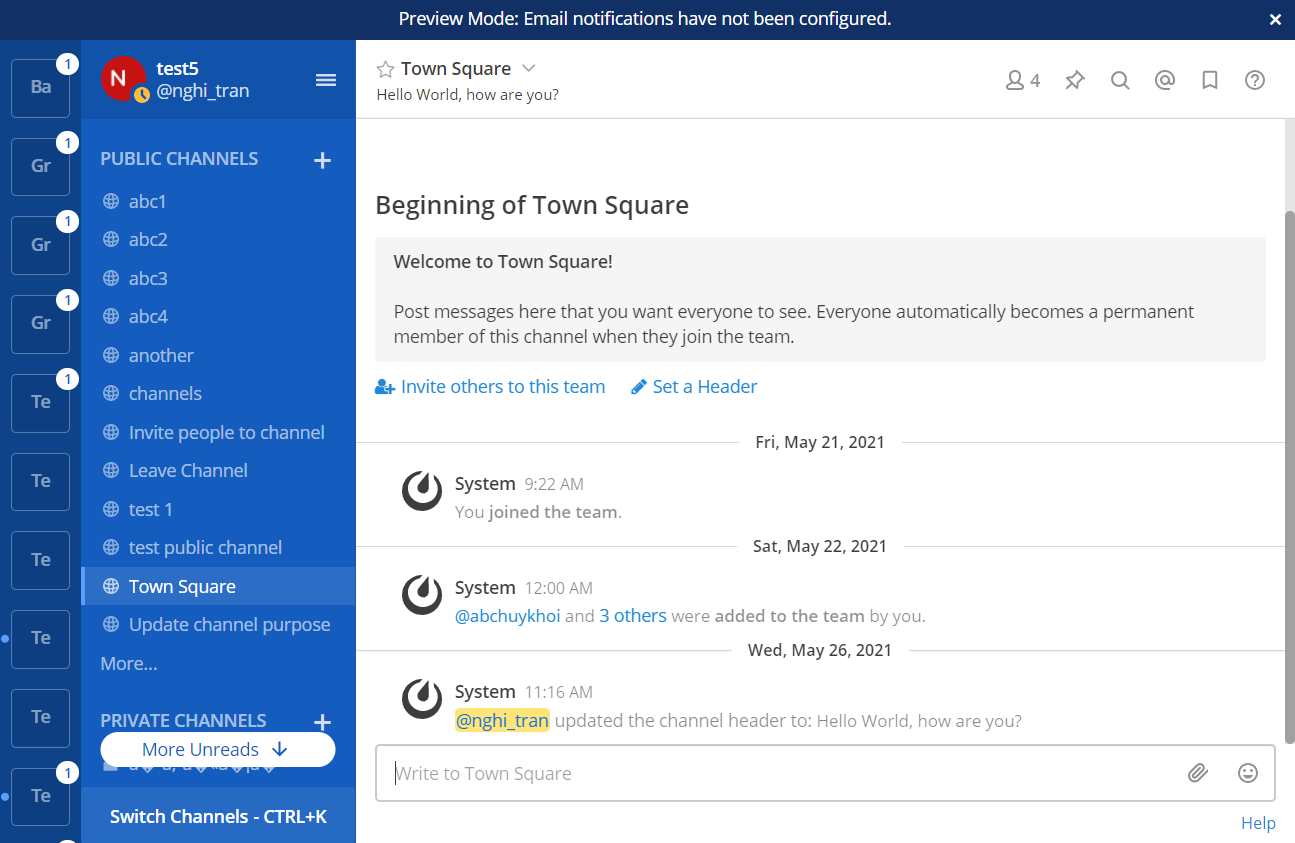 Preview Mode: Email notifications have not been configured.
Ba
1
Gr
1
Gr
1
Gr
1
Te
1
Te
Te
Te
Te
Te
1
N
test5
@nghi_tran
PUBLIC CHANNELS
abc1
abc2
abc3
abc4
another
channels
Invite people to channel
Leave Channel
test 1
test public channel
Town Square
Update channel purpose
More...
PRIVATE CHANNELS
More Unreads
Switch Channels - CTRL+K
Town Square
Hello World, how are you?
4
Beginning of Town Square
Welcome to Town Square!
Post messages here that you want everyone to see. Everyone automatically becomes a permanent
member of this channel when they join the team.
Invite others to this team
Set a Header
Fri, May 21, 2021
System 9:22 AM
You joined the team.
Sat, May 22, 2021
System 12:00 AM
@abchuykhoi and 3 others were added to the team by you.
Wed, May 26, 2021
System 11:16 AM
@nghi_tran updated the channel header to: Hello World, how are you?
Write to Town Square
Help